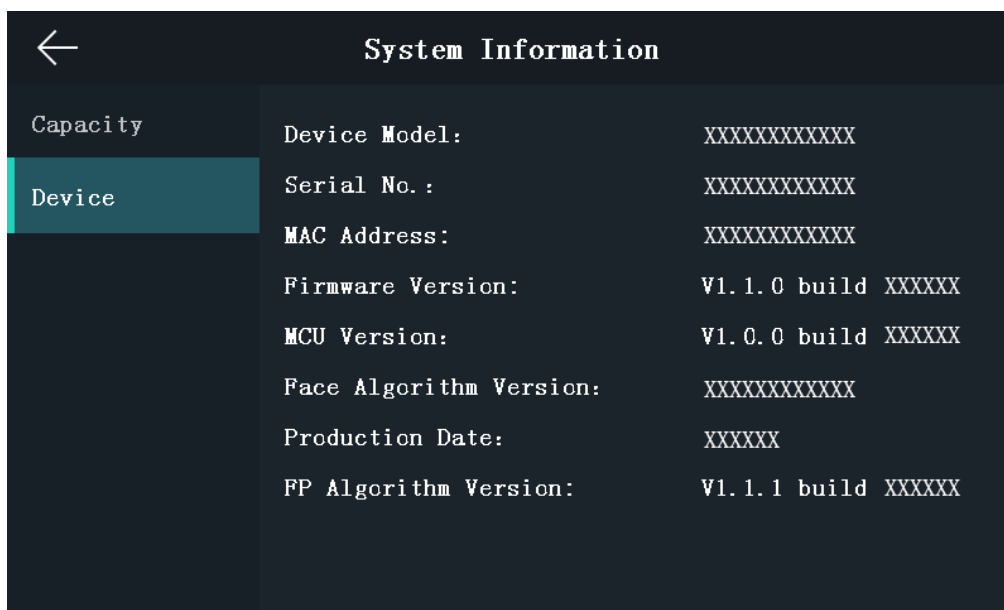 System Information
Capacity
Device
Device Model: XXXXXXXXXXXX
Serial No.: XXXXXXXXXXXX
MAC Address: XXXXXXXXXXXX
Firmware Version: V1.1.0 build XXXXXX
MCU Version: V1.0.0 build XXXXXX
Face Algorithm Version: XXXXXXXXXXXX
Production Date: XXXXXX
FP Algorithm Version: V1.1.1 build XXXXXX